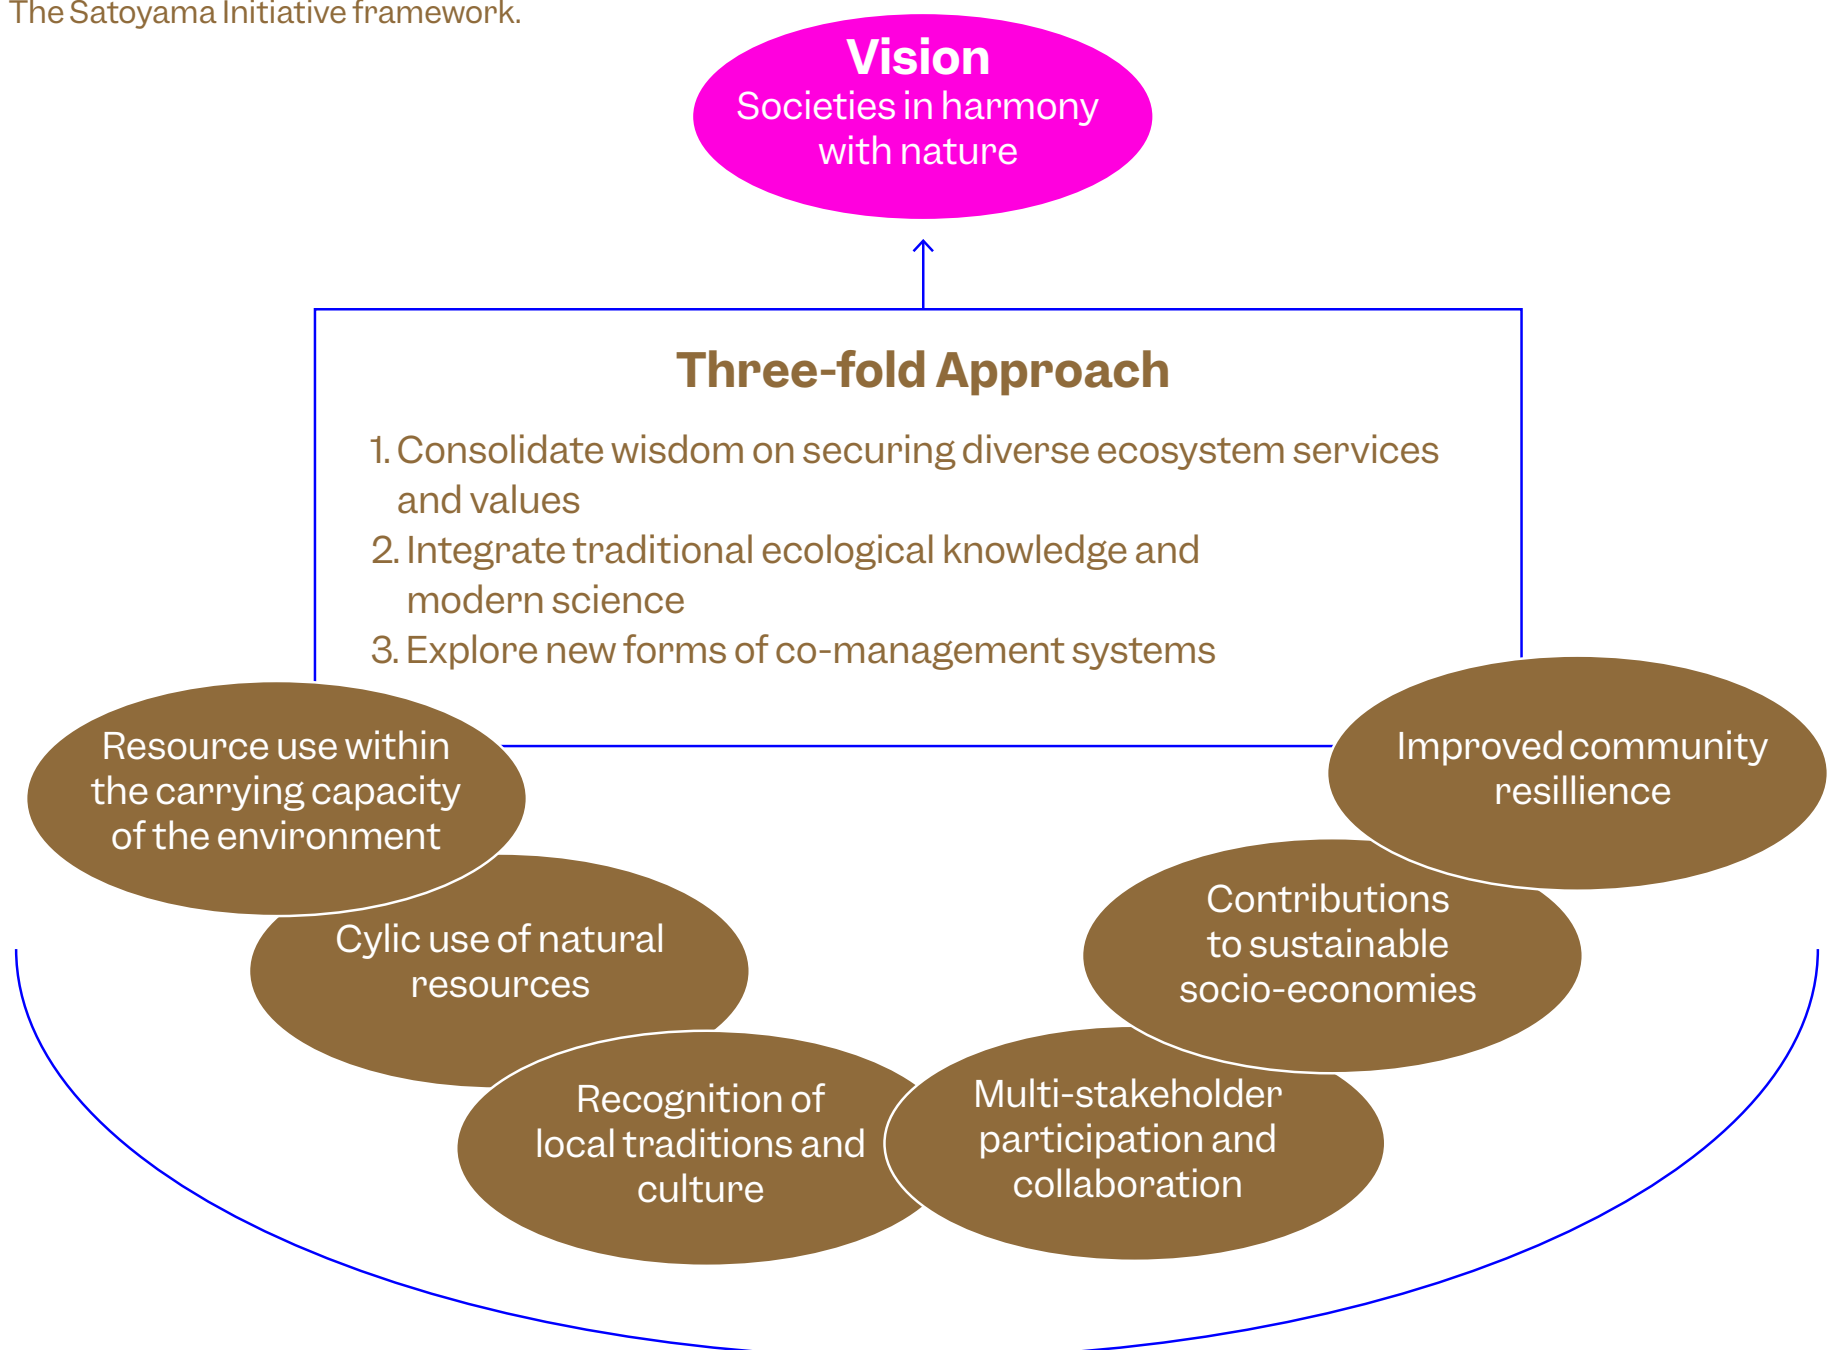 The Satoyama Initiative framework.
Vision
Societies in harmony
with nature
Three-fold Approach
1. Consolidate wisdom on securing diverse ecosystem services
and values
2. Integrate traditional ecological knowledge and
modern science
3. Explore new forms of co-management systems
Resource use within
the carrying capacity
of the environment
Cylic use of natural
resources
Recognition of
local traditions and
culture
Multi-stakeholder
participation and
collaboration
Contributions
to sustainable
socio-economies
Improved community
resillience